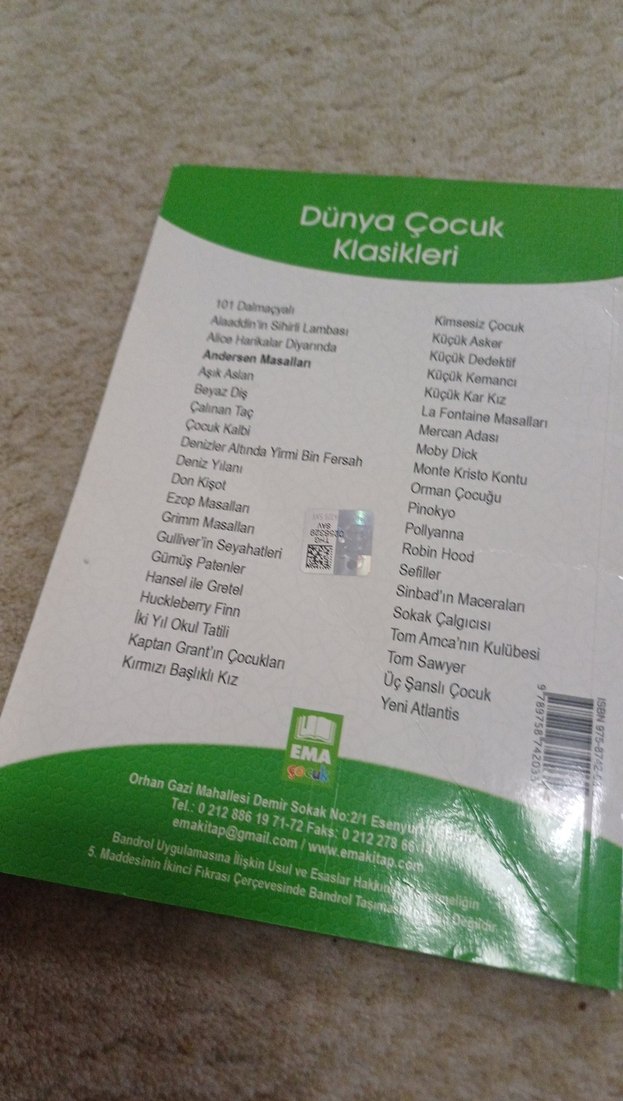 Dünya Çocuk
Klasikleri
101 Dalmaçyalı
Alaaddin'in Sihirli Lambası
Alice Harikalar Diyarında
Andersen Masalları
Aşık Aslan
Beyaz Diş
Çalınan Taç
Çocuk Kalbi
Denizler Altında Yirmi Bin Fersah
Deniz Yılanı
Don Kişot
Ezop Masalları
Grimm Masalları
Gulliver'in Seyahatleri
Gümüş Patenler
Hansel ile Gretel
Huckleberry Finn
İki Yıl Okul Tatili
Kaptan Grant'ın Çocukları
Kırmızı Başlıklı Kız
Kimsesiz Çocuk
Küçük Asker
Küçük Dedektif
Küçük Kemancı
Küçük Kar Kız
La Fontaine Masalları
Mercan Adası
Moby Dick
Monte Kristo Kontu
Orman Çocuğu
Pinokyo
Pollyanna
Robin Hood
Sefiller
Sinbad'ın Maceraları
Sokak Çalgıcısı
Tom Amca'nın Kulübesi
Tom Sawyer
Üç Şanslı Çocuk
Yeni Atlantis
EMA
çocuk
Orhan Gazi Mahallesi Demir Sokak No:2/1
Tel.: 0 212 886 19 71-72 Faks: 0 212 278
emakitap@gmail.com / www.emakitap.com
Bandrol Uygulamasına İlişkin Usul ve Esaslar
5. Maddesinin İkinci Fıkrası Çerçevesinde Bandrol Taşıması Değildir
ISBN